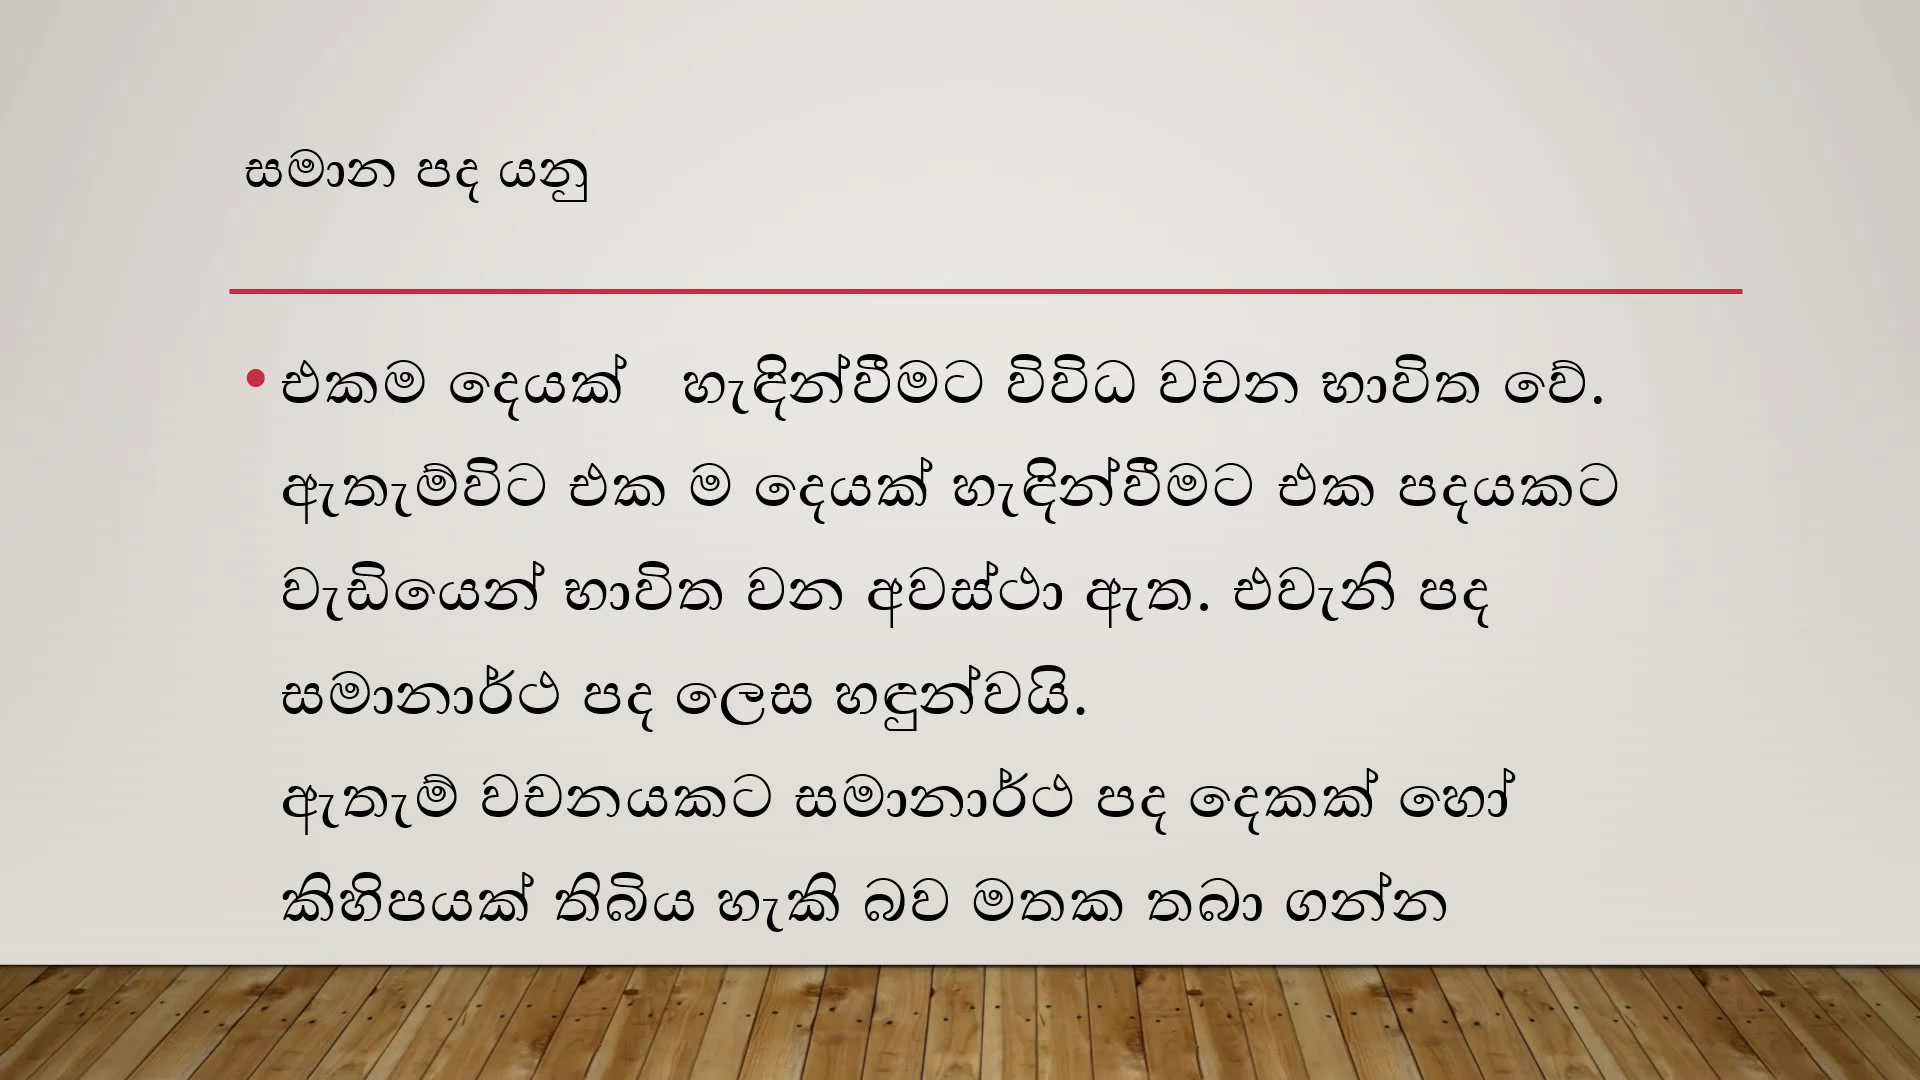 සමාන පද යනු
• එකම දෙයක් හැඳින්වීමට විවිධ වචන භාවිත වේ.
ඇතැම්විට එක ම දෙයක් හැඳින්වීමට එක පදයකට
වැඩියෙන් භාවිත වන අවස්ථා ඇත. එවැනි පද
සමානාර්ථ පද ලෙස හඳුන්වයි.
ඇතැම් වචනයකට සමානාර්ථ පද දෙකක් හෝ
කිහිපයක් තිබිය හැකි බව මතක තබා ගන්න